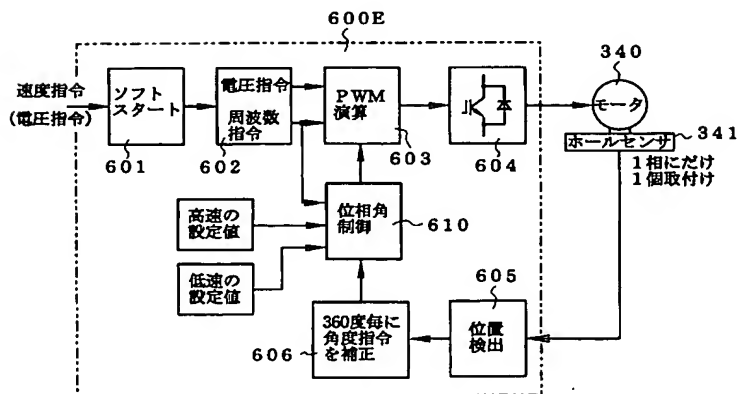 600E
340
速度指令
(電圧指令)
ソフト
スタート
601
電圧指令
周波数
指令
602
PWM
演算
603
604
モータ
ホールセンサ
341
1相にだけ
1個取付け
高速の
設定値
低速の
設定値
位相角
制御
610
605
360度毎に
角度指令
を補正
606
位置
検出